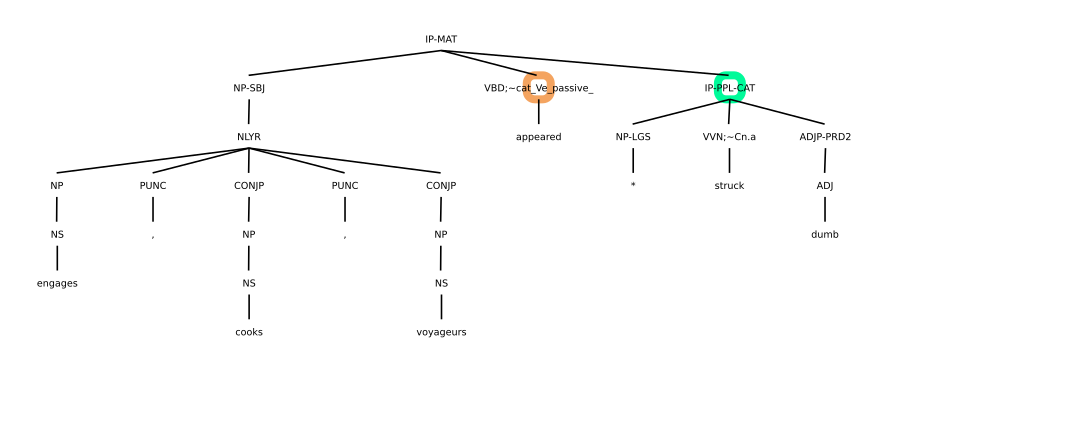 IP-MAT
NP-SBJ VBD;~cat_Ve_passive_ IP-PPL-CAT
NLYR appeared NP-LGS VVN;~Cn.a ADJP-PRD2
NP PUNC CONJP PUNC CONJP * struck ADJ
NS , NP , NP dumb
engages NS NS
cooks voyageurs